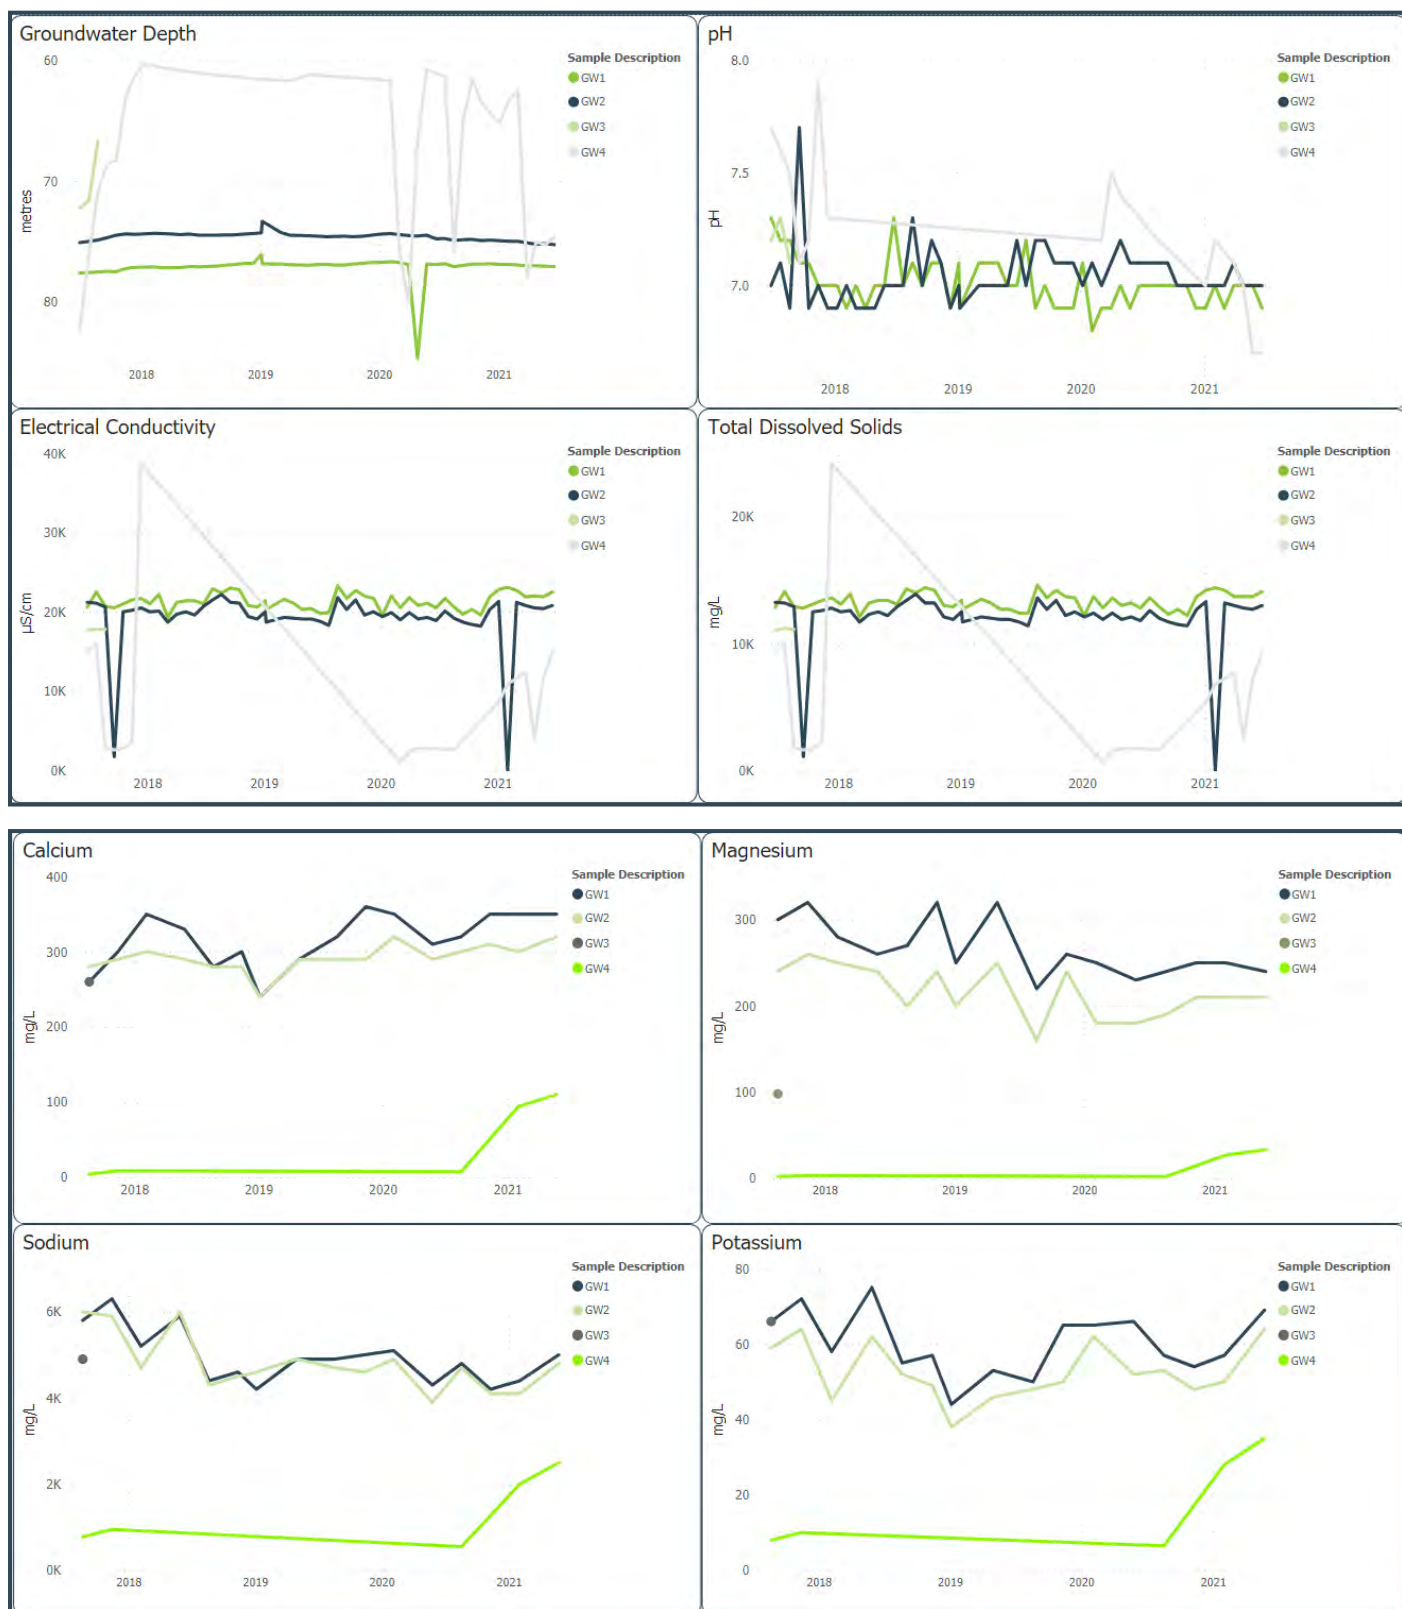 Groundwater Depth
60
70
80
metres
2018 2019 2020 2021
Sample Description
GW1
GW2
GW3
GW4
pH
8.0
7.5
7.0
pH
2018 2019 2020 2021
Sample Description
GW1
GW2
GW3
GW4
Electrical Conductivity
40K
30K
20K
10K
0K
µS/cm
2018 2019 2020 2021
Sample Description
GW1
GW2
GW3
GW4
Total Dissolved Solids
20K
10K
0K
mg/L
2018 2019 2020 2021
Sample Description
GW1
GW2
GW3
GW4
Calcium
400
300
200
100
0
mg/L
2018 2019 2020 2021
Sample Description
GW1
GW2
GW3
GW4
Magnesium
300
200
100
0
mg/L
2018 2019 2020 2021
Sample Description
GW1
GW2
GW3
GW4
Sodium
6K
4K
2K
0K
mg/L
2018 2019 2020 2021
Sample Description
GW1
GW2
GW3
GW4
Potassium
80
60
40
20
0
mg/L
2018 2019 2020 2021
Sample Description
GW1
GW2
GW3
GW4